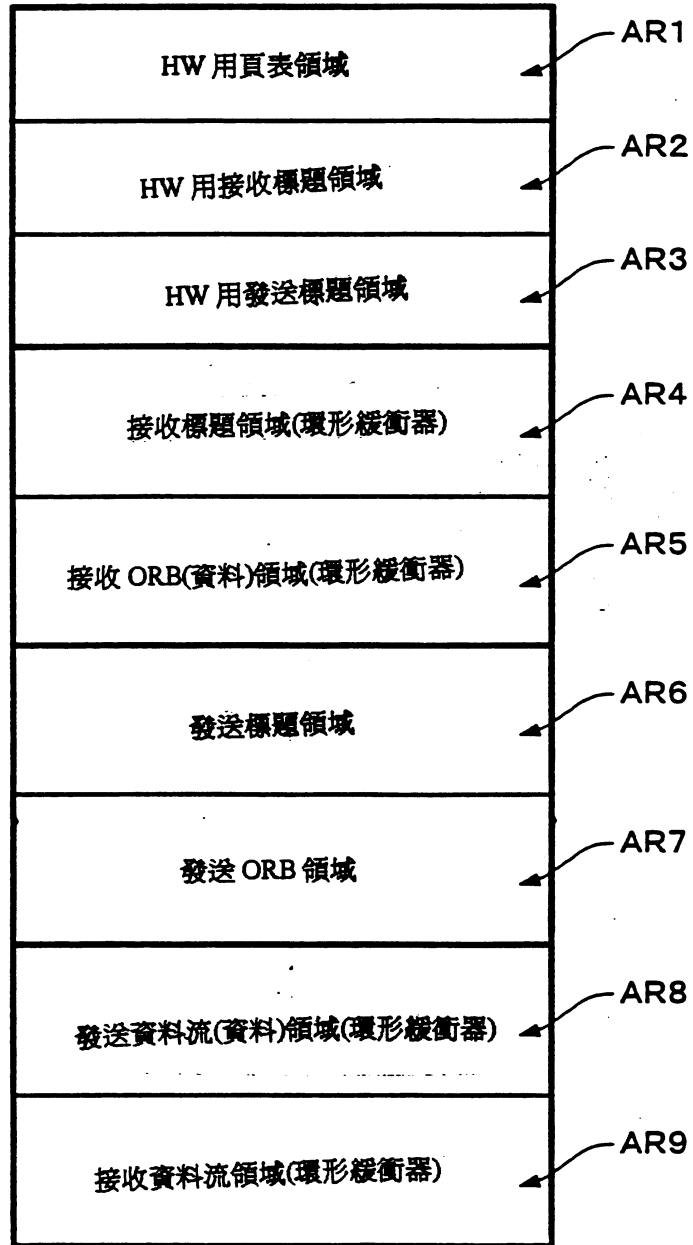 HW 用頁表領域
AR1
HW 用接收標題領域
AR2
HW 用發送標題領域
AR3
接收標題領域(環形緩衝器)
AR4
接收 ORB(資料)領域(環形緩衝器)
AR5
發送標題領域
AR6
發送 ORB 領域
AR7
發送資料流(資料)領域(環形緩衝器)
AR8
接收資料流領域(環形緩衝器)
AR9